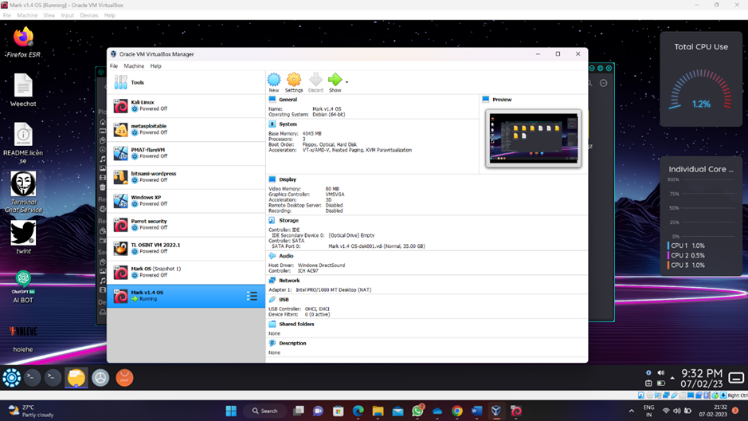 Mark v1.4 OS [Running] - Oracle VM VirtualBox
File Machine View Input Devices Help
Firefox ESR
Weechat
README.licen
se
Terminal
Chat Service
twint
ChatGPT
AI BOT
HOLEHE
holehe
Oracle VM VirtualBox Manager
File Machine Help
Tools
Kali Linux
Powered Off
metasploitable
Powered Off
PMAT-flareVM
Powered Off
bitnami-wordpress
Powered Off
Windows XP
Powered Off
Parrot security
Powered Off
TL OSINT VM 2022.1
Powered Off
Mark OS (Snapshot 1)
Powered Off
Mark v1.4 OS
Running
New Settings Discard Show
General
Name: Mark v1.4 OS
Operating System: Debian (64-bit)
System
Base Memory: 4045 MB
Processors: 3
Boot Order: Floppy, Optical, Hard Disk
Acceleration: VT-x/AMD-V, Nested Paging, KVM Paravirtualization
Preview
Display
Video Memory: 80 MB
Graphics Controller: VMSVGA
Acceleration: 3D
Remote Desktop Server: Disabled
Recording: Disabled
Storage
Controller: IDE
IDE Secondary Device 0: [Optical Drive] Empty
Controller: SATA
SATA Port 0: Mark v1.4 OS-disk001.vdi (Normal, 35.00 GB)
Audio
Host Driver: Windows DirectSound
Controller: ICH AC97
Network
Adapter 1: Intel PRO/1000 MT Desktop (NAT)
USB
USB Controller: OHCI, EHCI
Device Filters: 0 (0 active)
Shared folders
None
Description
None
Total CPU Use
1.2%
Individual Core ...
100%
75%
50%
25%
0%
CPU 1 1.0%
CPU 2 0.5%
CPU 3 1.0%
9:32 PM
07/02/23
Right Ctrl
27°C
Partly cloudy
Search
ENG
IN
21:32
07-02-2023